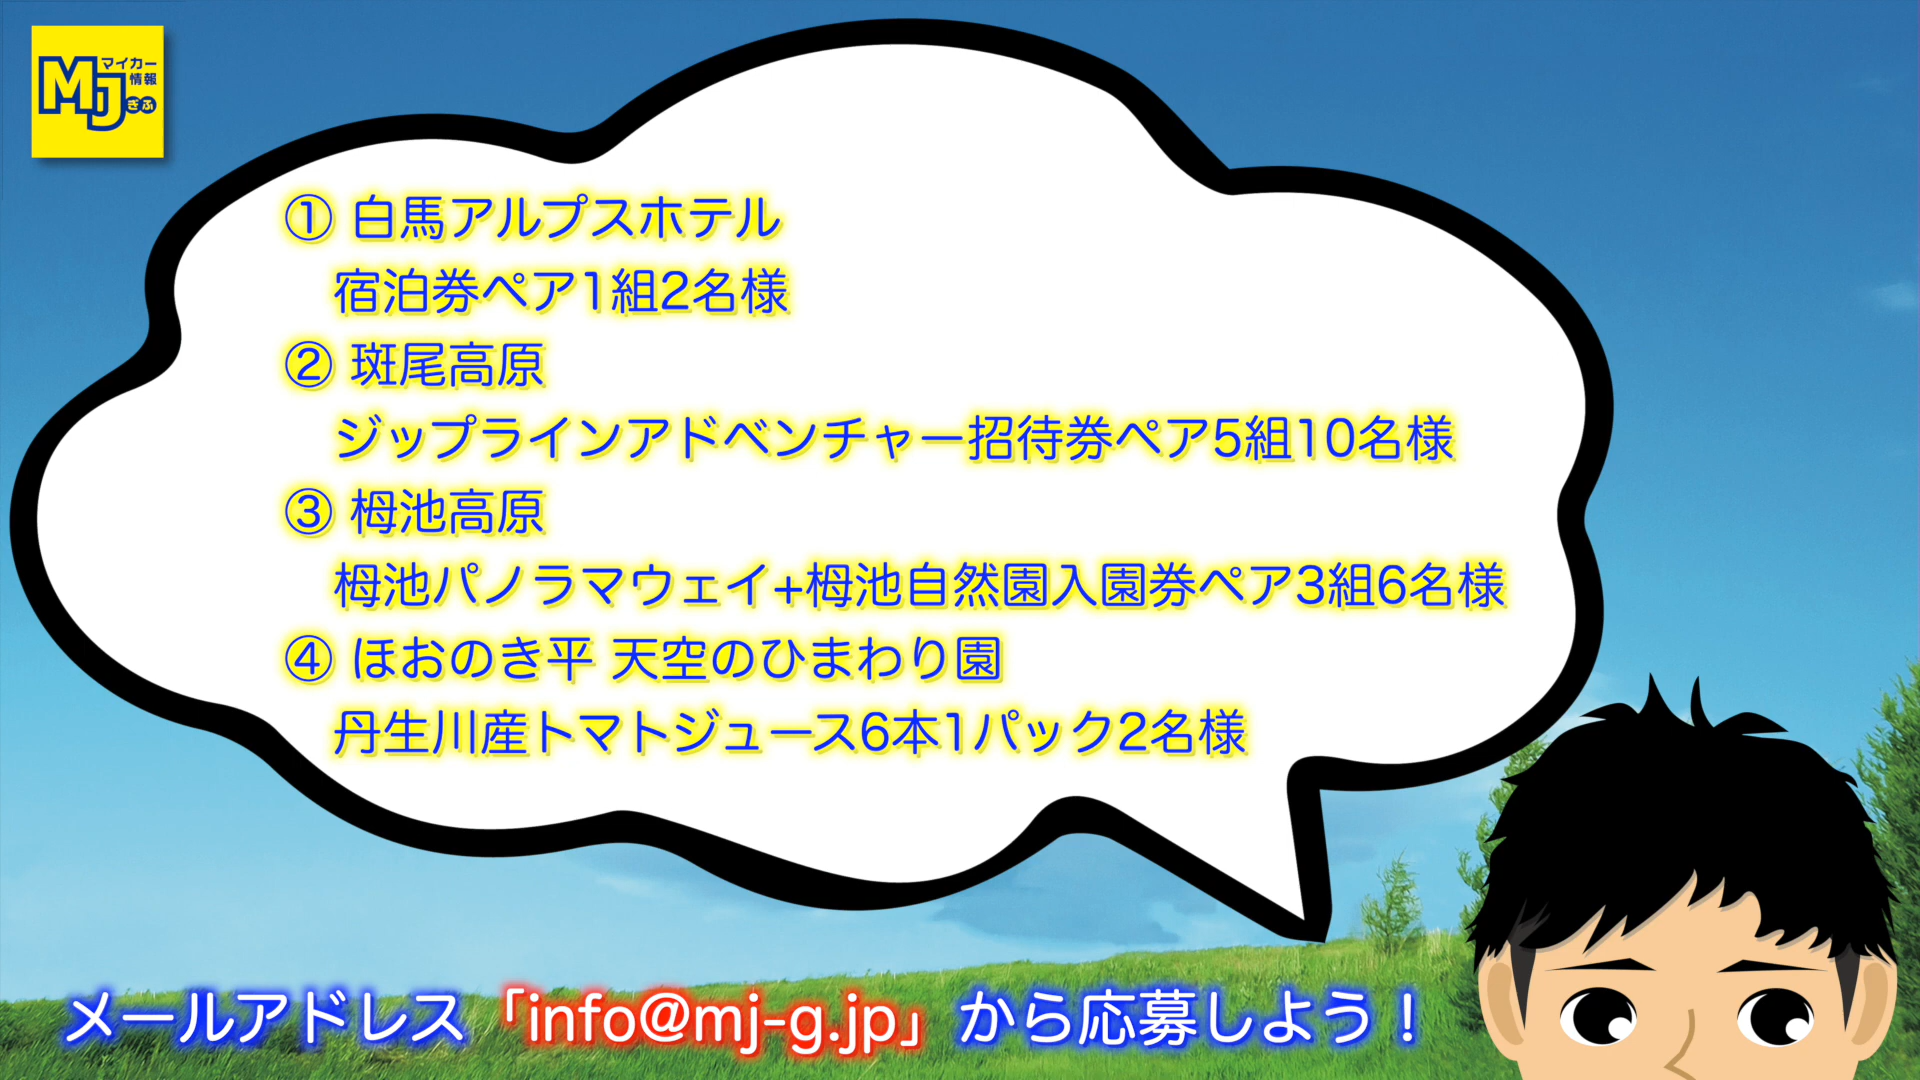 MJ マイカー
情報
ぎふ
① 白馬アルプスホテル
宿泊券ペア1組2名様
② 斑尾高原
ジップラインアドベンチャー招待券ペア5組10名様
③ 栂池高原
栂池パノラマウェイ+栂池自然園入園券ペア3組6名様
④ ほおのき平 天空のひまわり園
丹生川産トマトジュース6本1パック2名様
メールアドレス「info@mj-g.jp」から応募しよう！